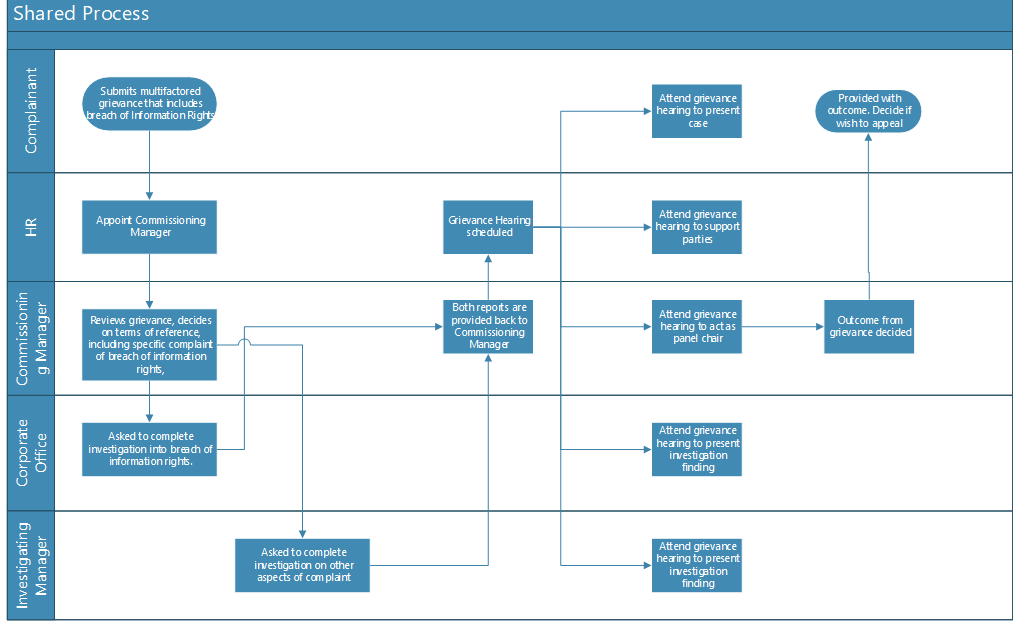 Shared Process
Complainant
Submits multifactored
grievance that includes
breach of Information Rights
Attend grievance
hearing to present
case
Provided with
outcome. Decide if
wish to appeal
HR
Appoint Commissioning
Manager
Grievance Hearing
scheduled
Attend grievance
hearing to support
parties
Commissionin
g Manager
Reviews grievance, decides
on terms of reference,
including specific complaint
of breach of information
rights,
Both reports are
provided back to
Commissioning
Manager
Attend grievance
hearing to act as
panel chair
Outcome from
grievance decided
Corporate
Office
Asked to complete
investigation into breach of
information rights.
Attend grievance
hearing to present
investigation
finding
Investigating
Manager
Asked to complete
investigation on other
aspects of complaint
Attend grievance
hearing to present
investigation
finding